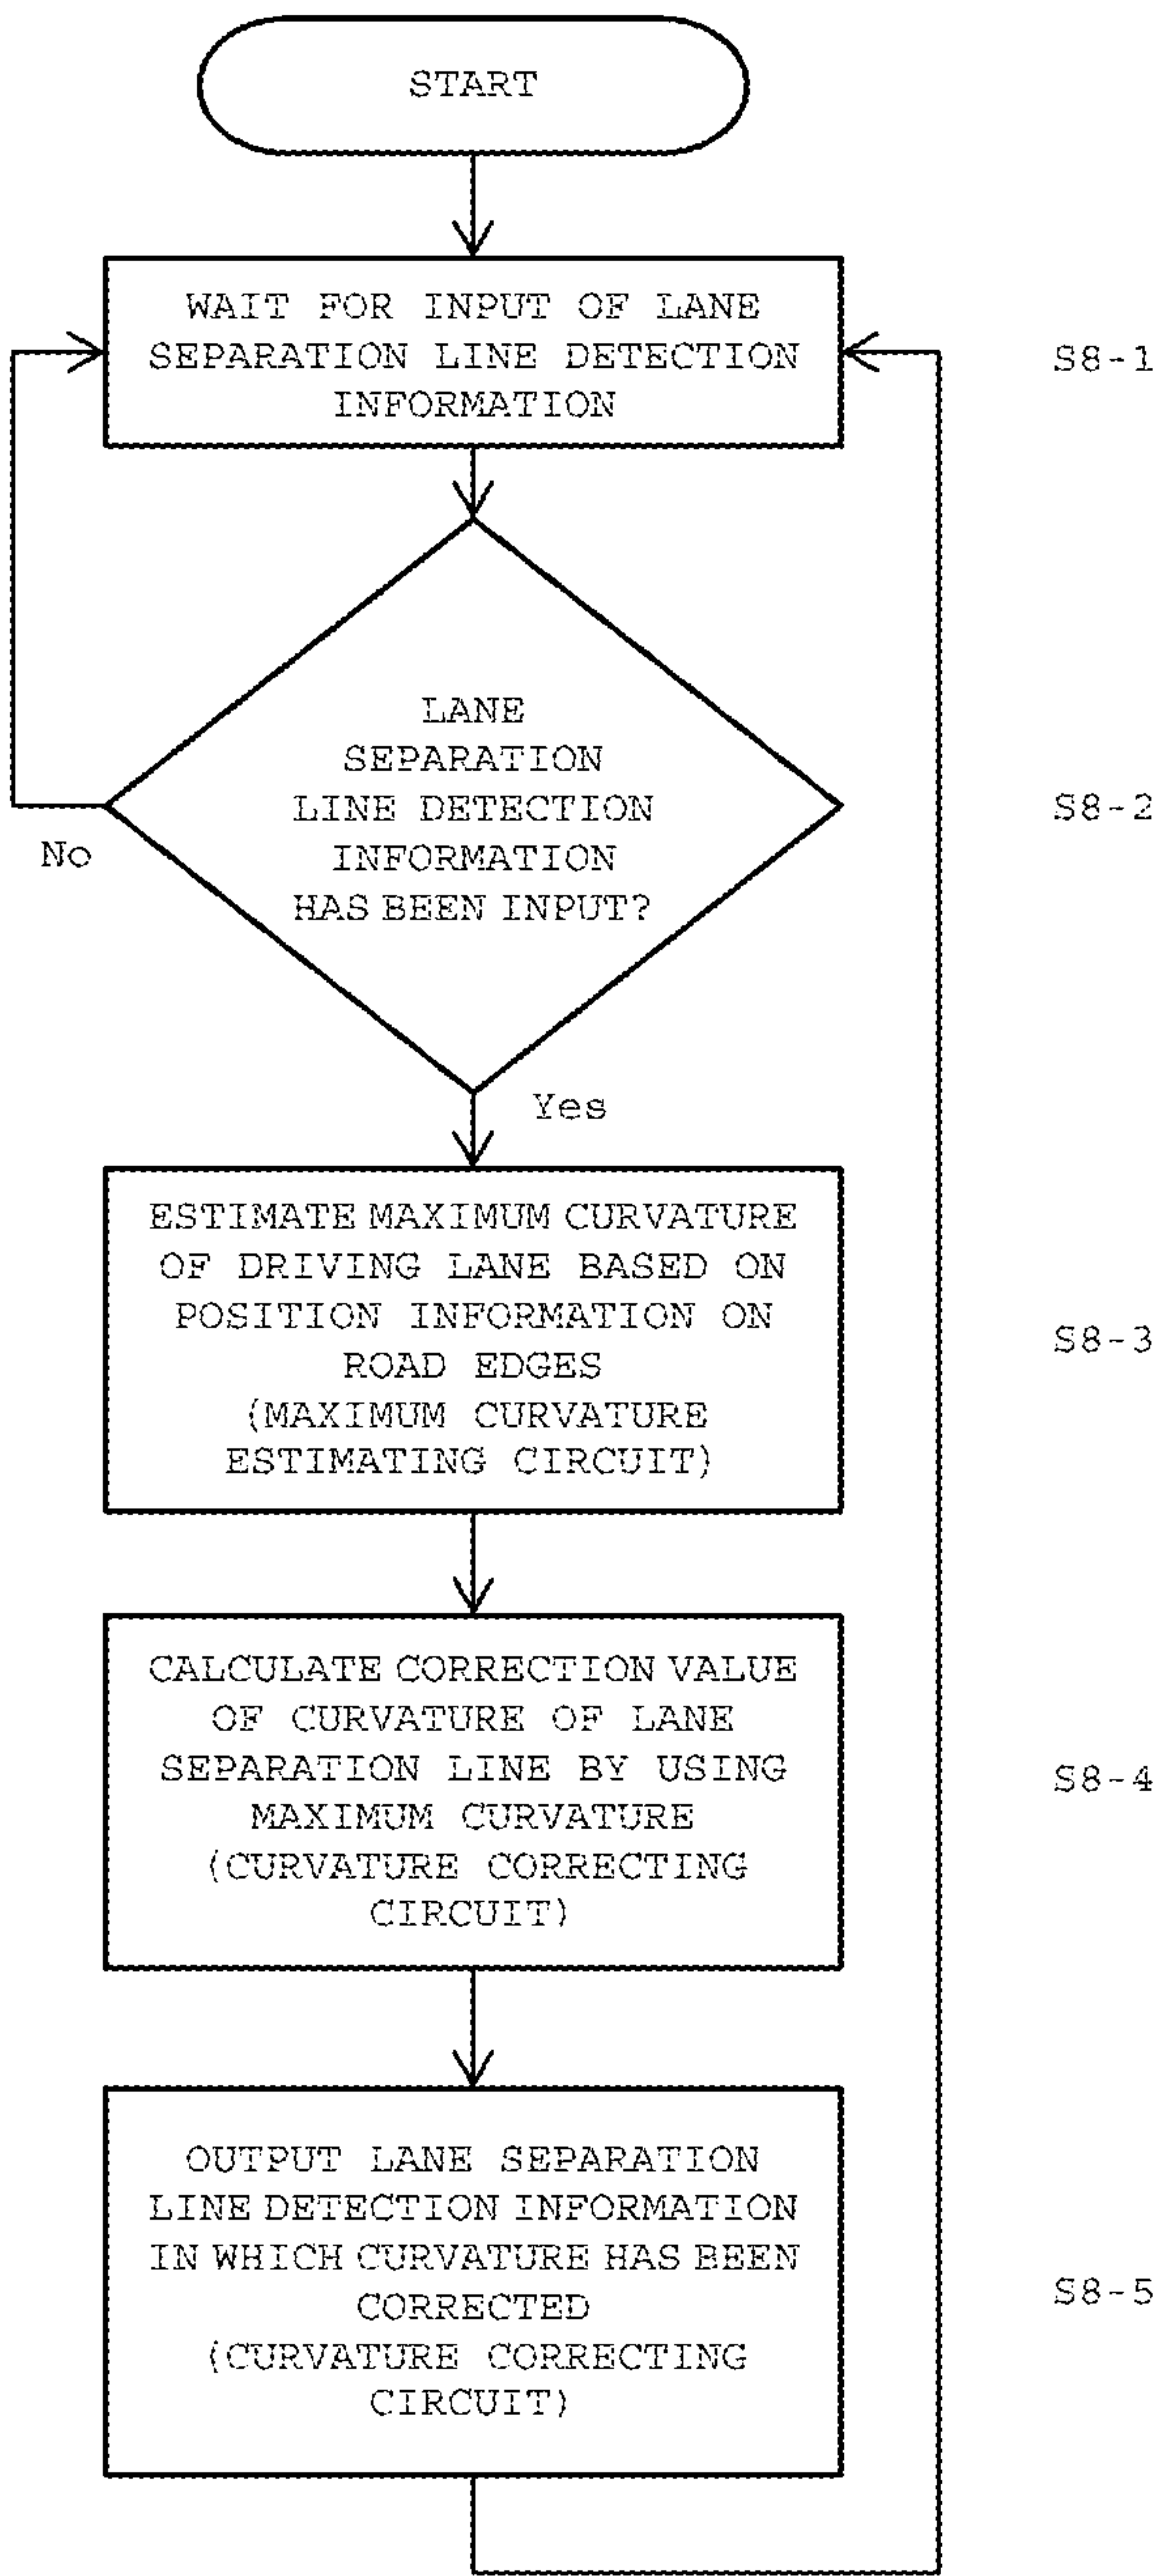 START
WAIT FOR INPUT OF LANE
SEPARATION LINE DETECTION
INFORMATION
S8-1
LANE
SEPARATION
LINE DETECTION
INFORMATION
HAS BEEN INPUT?
S8-2
No
Yes
ESTIMATE MAXIMUM CURVATURE
OF DRIVING LANE BASED ON
POSITION INFORMATION ON
ROAD EDGES
(MAXIMUM CURVATURE
ESTIMATING CIRCUIT)
S8-3
CALCULATE CORRECTION VALUE
OF CURVATURE OF LANE
SEPARATION LINE BY USING
MAXIMUM CURVATURE
(CURVATURE CORRECTING
CIRCUIT)
S8-4
OUTPUT LANE SEPARATION
LINE DETECTION INFORMATION
IN WHICH CURVATURE HAS BEEN
CORRECTED
(CURVATURE CORRECTING
CIRCUIT)
S8-5